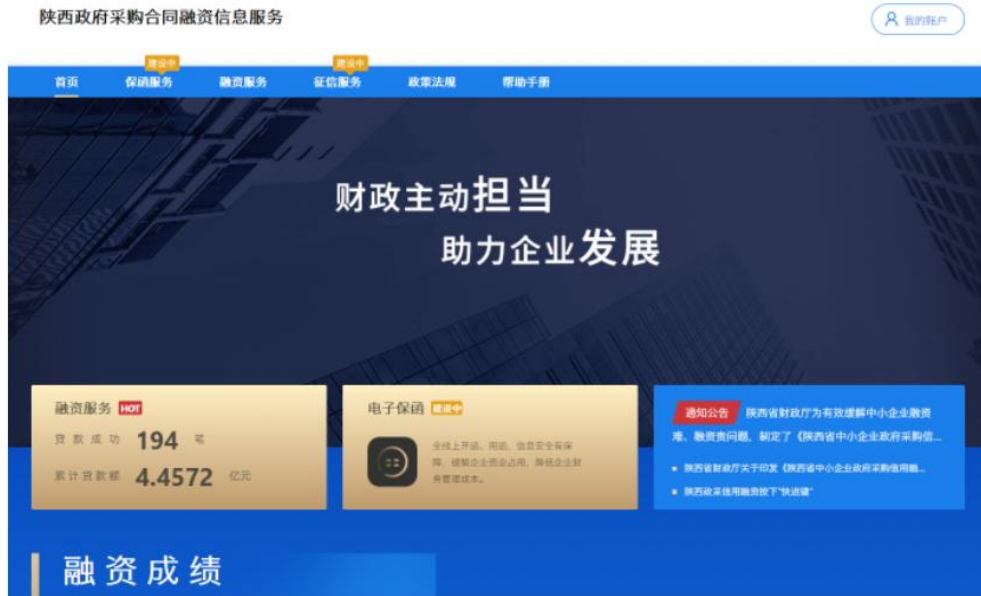 陕西政府采购合同融资信息服务
我的账户
建设中 建设中
首页 保函服务 融资服务 征信服务 政策法规 帮助手册
财政主动担当
助力企业发展
融资服务 HOT
贷款成功 194 笔
累计贷款额 4.4572 亿元
电子保函 建设中
全线上开函、用函，信息安全有保
障，缓解企业资金占用，降低企业财
务管理成本。
通知公告 陕西省财政厅为有效缓解中小企业融资
难、融资贵问题，制定了《陕西省中小企业政府采购信...
陕西省财政厅关于印发《陕西省中小企业政府采购信用融...
陕西政采信用融资按下“快进键”
融资成绩